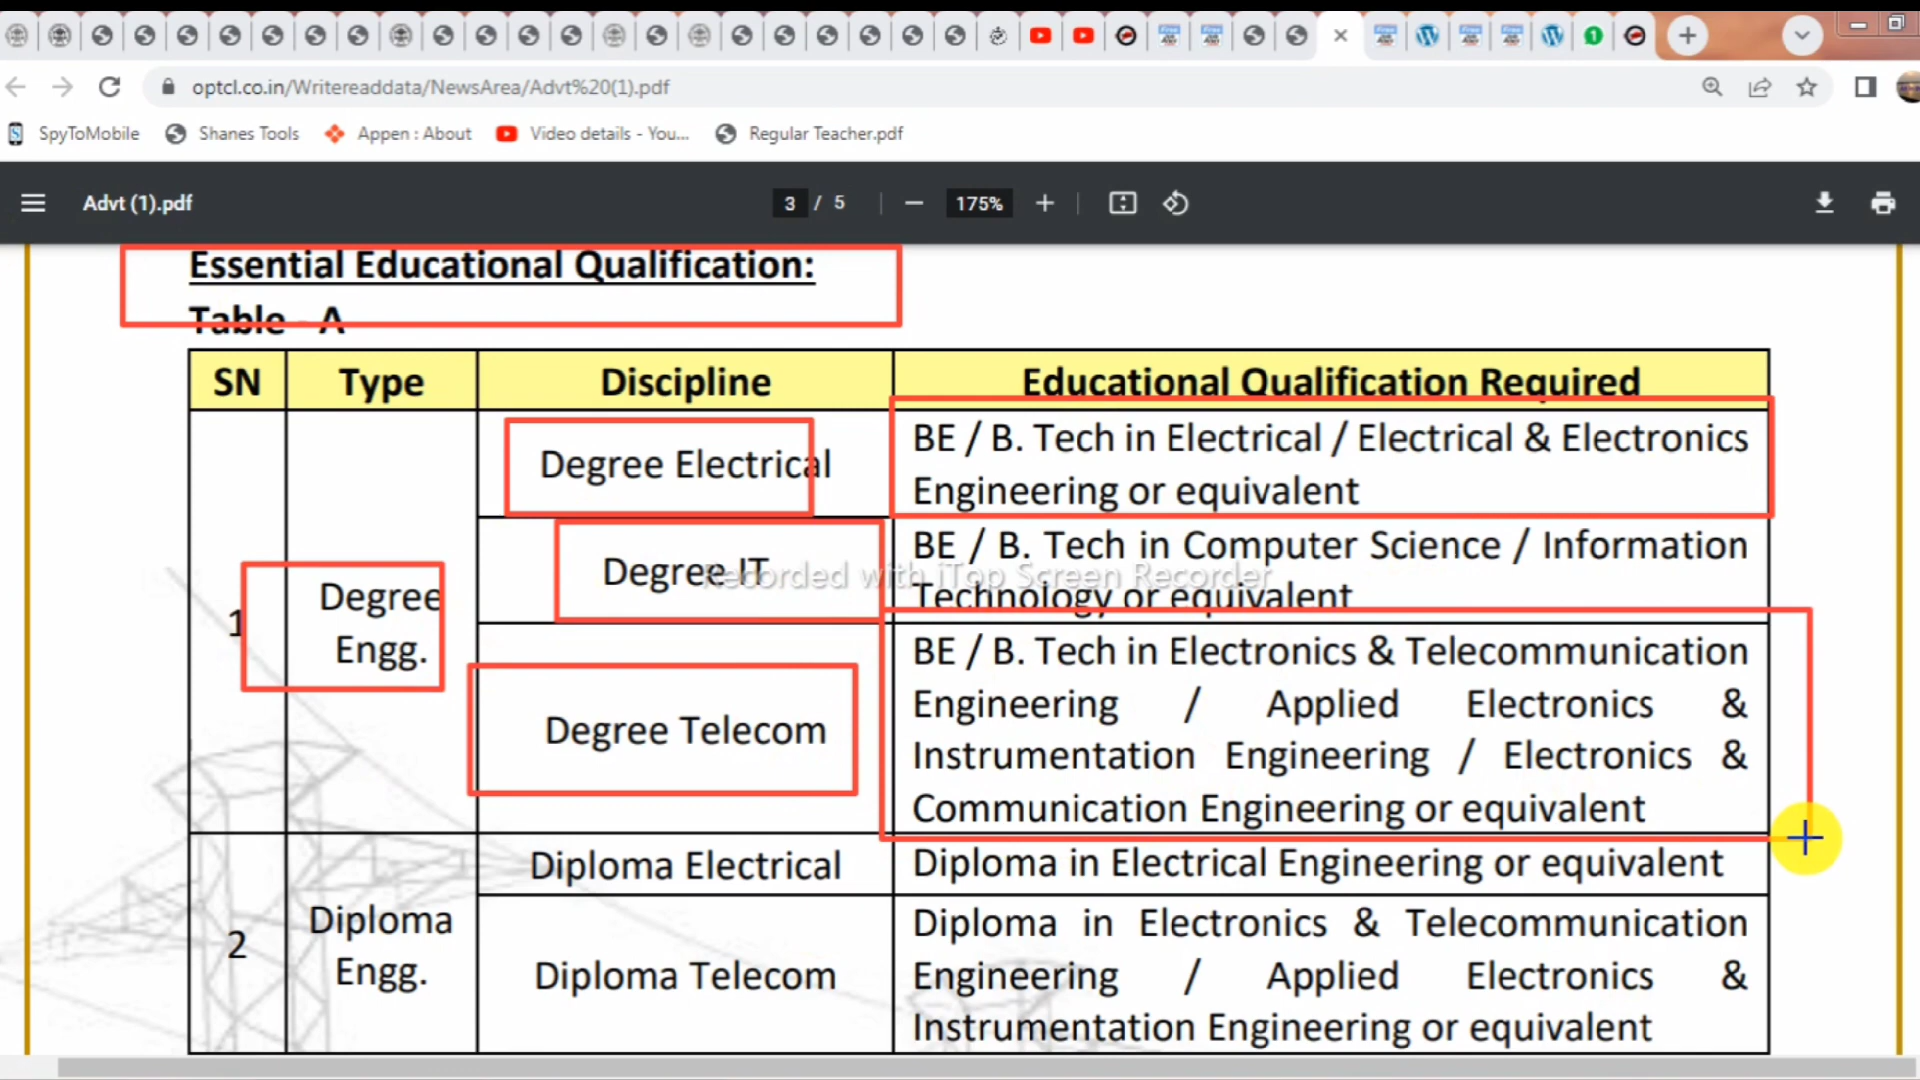 optcl.co.in/Writereaddata/NewsArea/Advt%20(1).pdf
SpyToMobile Shanes Tools Appen : About Video details - You... Regular Teacher.pdf
Advt (1).pdf 3 / 5 175%
Essential Educational Qualification:
Table - A
SN Type Discipline Educational Qualification Required
1 Degree Engg.
Degree Electrical
BE / B. Tech in Electrical / Electrical & Electronics
Engineering or equivalent
Degree IT
BE / B. Tech in Computer Science / Information
Technology or equivalent
Recorded with iTop Screen Recorder
Degree Telecom
BE / B. Tech in Electronics & Telecommunication
Engineering / Applied Electronics &
Instrumentation Engineering / Electronics &
Communication Engineering or equivalent
2 Diploma Engg.
Diploma Electrical
Diploma in Electrical Engineering or equivalent
Diploma Telecom
Diploma in Electronics & Telecommunication
Engineering / Applied Electronics &
Instrumentation Engineering or equivalent